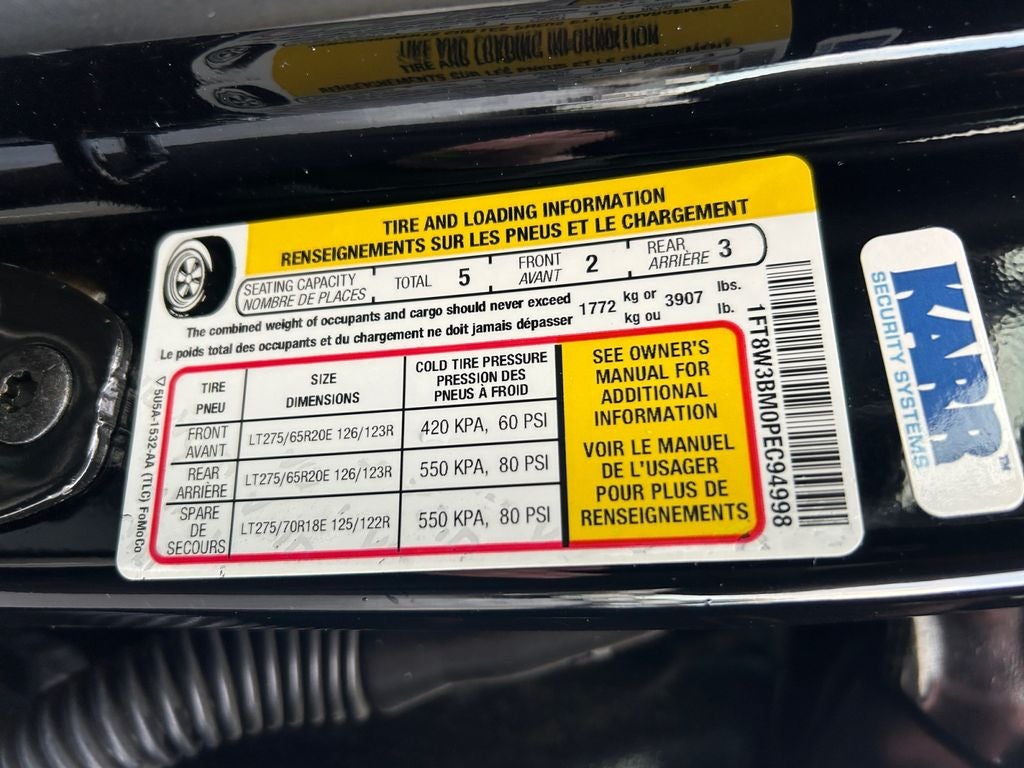 TIRE AND LOADING INFORMATION
RENSEIGNEMENTS SUR LES PNEUS ET LE CHARGEMENT
SEATING CAPACITY
NOMBRE DE PLACES
TOTAL 5
FRONT
AVANT 2
REAR
ARRIÈRE 3
The combined weight of occupants and cargo should never exceed 1772 kg or 3907 lbs.
Le poids total des occupants et du chargement ne doit jamais dépasser kg ou lb.
TIRE
PNEU
SIZE
DIMENSIONS
COLD TIRE PRESSURE
PRESSION DES
PNEUS À FROID
FRONT
AVANT
LT275/65R20E 126/123R
420 KPA, 60 PSI
REAR
ARRIÈRE
LT275/65R20E 126/123R
550 KPA, 80 PSI
SPARE
DE
SECOURS
LT275/70R18E 125/122R
550 KPA, 80 PSI
SEE OWNER'S
MANUAL FOR
ADDITIONAL
INFORMATION
VOIR LE MANUEL
DE L'USAGER
POUR PLUS DE
RENSEIGNEMENTS
1FT8W3BM0PEC94998
5U5A-1532-AA (TLC) FoMoCo
KARR™
SECURITY SYSTEMS